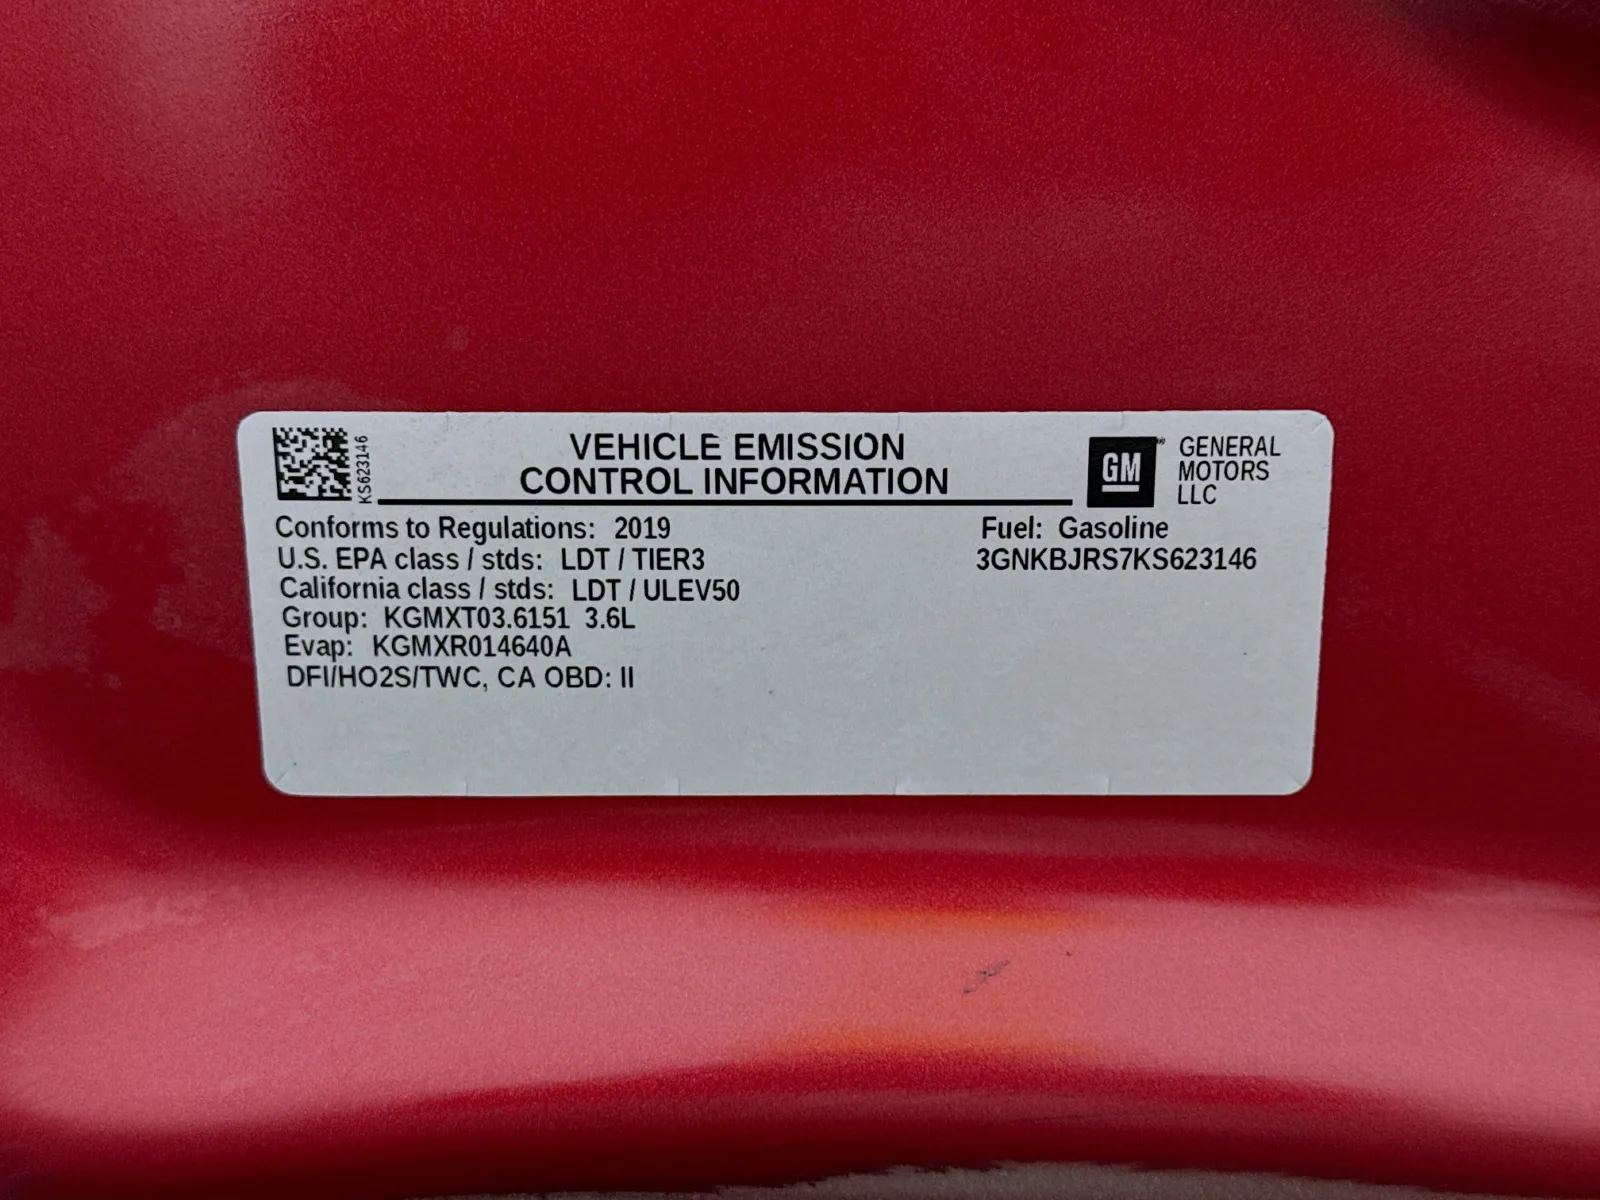 KS623146
VEHICLE EMISSION
CONTROL INFORMATION
GM
GENERAL
MOTORS
LLC
Conforms to Regulations: 2019
Fuel: Gasoline
U.S. EPA class / stds: LDT / TIER3
3GNKBJRS7KS623146
California class / stds: LDT / ULEV50
Group: KGMXT03.6151 3.6L
Evap: KGMXR014640A
DFI/HO2S/TWC, CA OBD: II